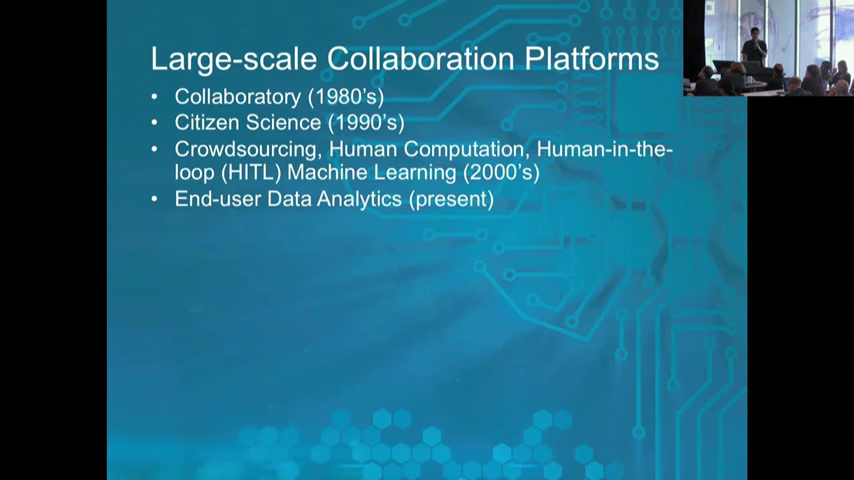 Large-scale Collaboration Platforms
• Collaboratory (1980's)
• Citizen Science (1990's)
• Crowdsourcing, Human Computation, Human-in-the-
loop (HITL) Machine Learning (2000's)
• End-user Data Analytics (present)